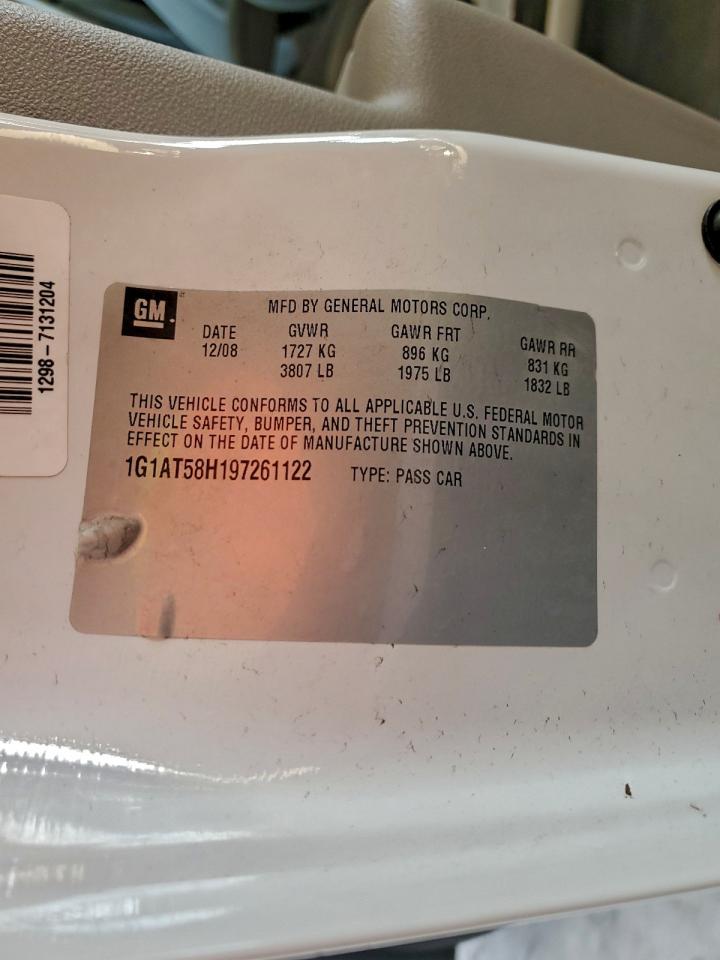 1298 - 7131204
GM
MFD BY GENERAL MOTORS CORP.
DATE GVWR GAWR FRT GAWR RR
12/08 1727 KG 896 KG 831 KG
3807 LB 1975 LB 1832 LB
THIS VEHICLE CONFORMS TO ALL APPLICABLE U.S. FEDERAL MOTOR
VEHICLE SAFETY, BUMPER, AND THEFT PREVENTION STANDARDS IN
EFFECT ON THE DATE OF MANUFACTURE SHOWN ABOVE.
1G1AT58H197261122 TYPE: PASS CAR